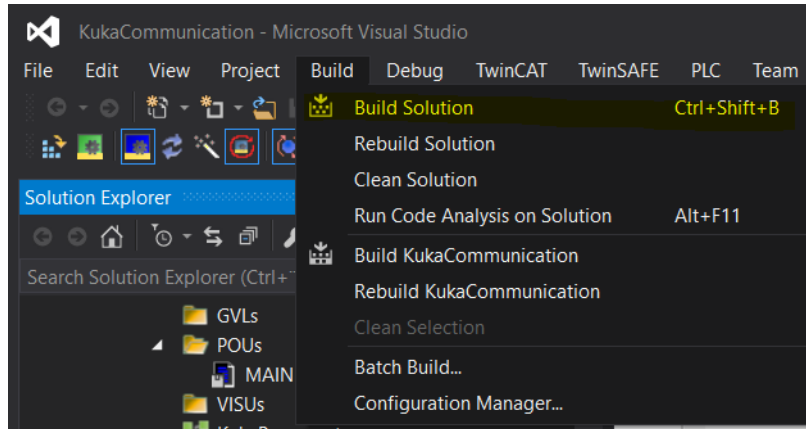 KukaCommunication - Microsoft Visual Studio
File Edit View Project Build Debug TwinCAT TwinSAFE PLC Team
Build Solution Ctrl+Shift+B
Rebuild Solution
Clean Solution
Solution Explorer
Run Code Analysis on Solution Alt+F11
Build KukaCommunication
Search Solution Explorer (Ctrl+¨
Rebuild KukaCommunication
GVLs
Clean Selection
POUs
Batch Build...
MAIN
VISUs
Configuration Manager...